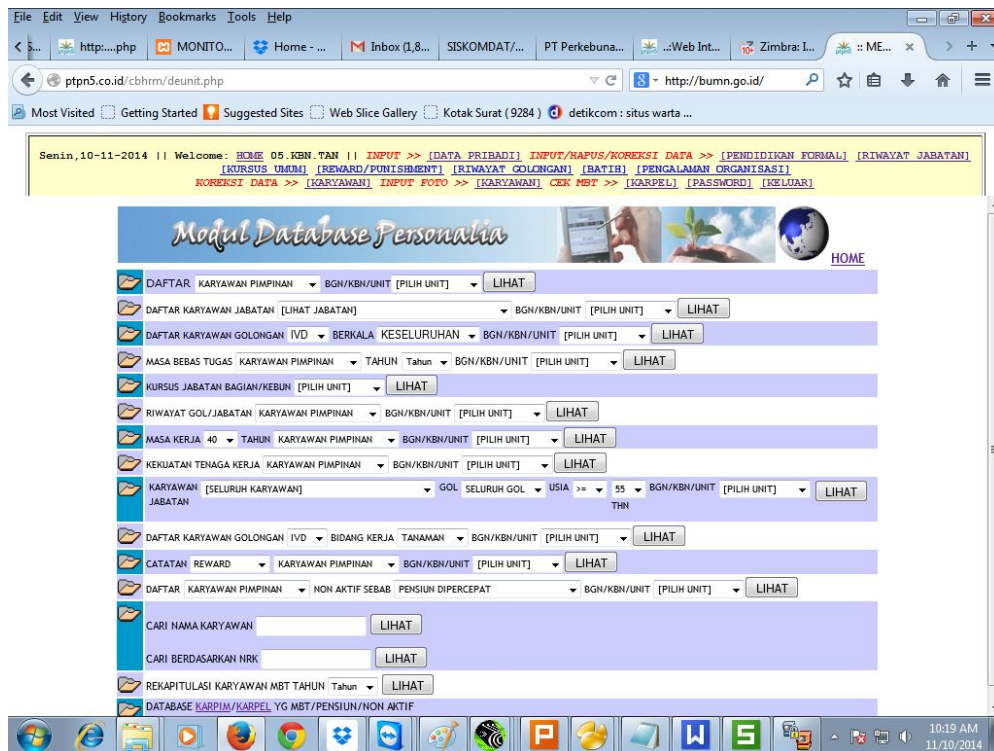 File Edit View History Bookmarks Tools Help
S... http:....php MONITO... Home - ... Inbox (1,8... SISKOMDAT/... PT Perkebuna... ..:Web Int... Zimbra: I... :: ME...
ptpn5.co.id/cbhrm/deunit.php http://bumn.go.id/
Most Visited Getting Started Suggested Sites Web Slice Gallery Kotak Surat ( 9284 ) detikcom : situs warta ...
Senin,10-11-2014 || Welcome: HOME 05.KBN.TAN || INPUT >> [DATA PRIBADI] INPUT/HAPUS/KOREKSI DATA >> [PENDIDIKAN FORMAL] [RIWAYAT JABATAN]
[KURSUS UMUM] [REWARD/PUNISHMENT] [RIWAYAT GOLONGAN] [BATIH] [PENGALAMAN ORGANISASI]
KOREKSI DATA >> [KARYAWAN] INPUT FOTO >> [KARYAWAN] CEK MBT >> [KARPEL] [PASSWORD] [KELUAR]
Modul Database Personalia
HOME
DAFTAR KARYAWAN PIMPINAN BGN/KBN/UNIT [PILIH UNIT] LIHAT
DAFTAR KARYAWAN JABATAN [LIHAT JABATAN] BGN/KBN/UNIT [PILIH UNIT] LIHAT
DAFTAR KARYAWAN GOLONGAN IVD BERKALA KESELURUHAN BGN/KBN/UNIT [PILIH UNIT] LIHAT
MASA BEBAS TUGAS KARYAWAN PIMPINAN TAHUN Tahun BGN/KBN/UNIT [PILIH UNIT] LIHAT
KURSUS JABATAN BAGIAN/KEBUN [PILIH UNIT] LIHAT
RIWAYAT GOL/JABATAN KARYAWAN PIMPINAN BGN/KBN/UNIT [PILIH UNIT] LIHAT
MASA KERJA 40 TAHUN KARYAWAN PIMPINAN BGN/KBN/UNIT [PILIH UNIT] LIHAT
KEKUATAN TENAGA KERJA KARYAWAN PIMPINAN BGN/KBN/UNIT [PILIH UNIT] LIHAT
KARYAWAN [SELURUH KARYAWAN] GOL SELURUH GOL USIA >= 55 BGN/KBN/UNIT [PILIH UNIT] LIHAT
JABATAN THN
DAFTAR KARYAWAN GOLONGAN IVD BIDANG KERJA TANAMAN BGN/KBN/UNIT [PILIH UNIT] LIHAT
CATATAN REWARD KARYAWAN PIMPINAN BGN/KBN/UNIT [PILIH UNIT] LIHAT
DAFTAR KARYAWAN PIMPINAN NON AKTIF SEBAB PENSIUN DIPERCEPAT BGN/KBN/UNIT [PILIH UNIT] LIHAT
CARI NAMA KARYAWAN LIHAT
CARI BERDASARKAN NRK LIHAT
REKAPITULASI KARYAWAN MBT TAHUN Tahun LIHAT
DATABASE KARPIM/KARPEL YG MBT/PENSIUN/NON AKTIF
10:19 AM
11/10/2014